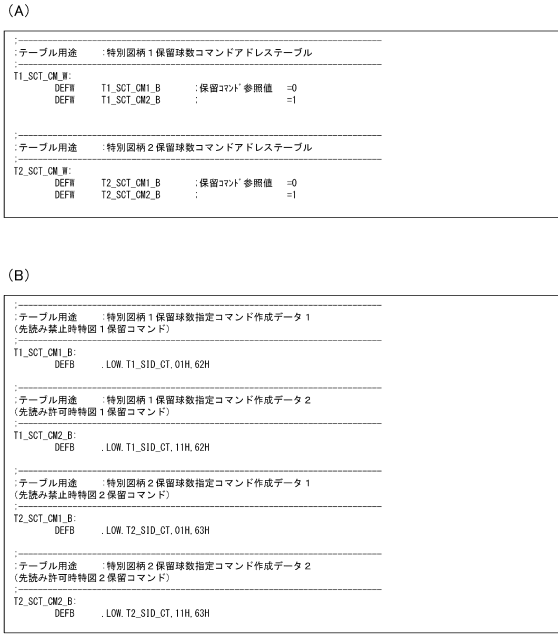 （A）
;------------------------------------------------------------------------
;テーブル用途　　:特別図柄１保留球数コマンドアドレステーブル
;------------------------------------------------------------------------
T1_SCT_CM_W:
DEFW T1_SCT_CM1_B ;保留ｺﾏﾝﾄﾞ参照値 =0
DEFW T1_SCT_CM2_B ; =1
;------------------------------------------------------------------------
;テーブル用途　　:特別図柄２保留球数コマンドアドレステーブル
;------------------------------------------------------------------------
T2_SCT_CM_W:
DEFW T2_SCT_CM1_B ;保留ｺﾏﾝﾄﾞ参照値 =0
DEFW T2_SCT_CM2_B ; =1
（B）
;------------------------------------------------------------------------
;テーブル用途　　:特別図柄１保留球数指定コマンド作成データ１
(先読み禁止時特図１保留コマンド)
;------------------------------------------------------------------------
T1_SCT_CM1_B:
DEFB .LOW.T1_SID_CT,01H,62H
;------------------------------------------------------------------------
;テーブル用途　　:特別図柄１保留球数指定コマンド作成データ２
(先読み許可時特図１保留コマンド)
;------------------------------------------------------------------------
T1_SCT_CM2_B:
DEFB .LOW.T1_SID_CT,11H,62H
;------------------------------------------------------------------------
;テーブル用途　　:特別図柄２保留球数指定コマンド作成データ１
(先読み禁止時特図２保留コマンド)
;------------------------------------------------------------------------
T2_SCT_CM1_B:
DEFB .LOW.T2_SID_CT,01H,63H
;------------------------------------------------------------------------
;テーブル用途　　:特別図柄２保留球数指定コマンド作成データ２
(先読み許可時特図２保留コマンド)
;------------------------------------------------------------------------
T2_SCT_CM2_B:
DEFB .LOW.T2_SID_CT,11H,63H